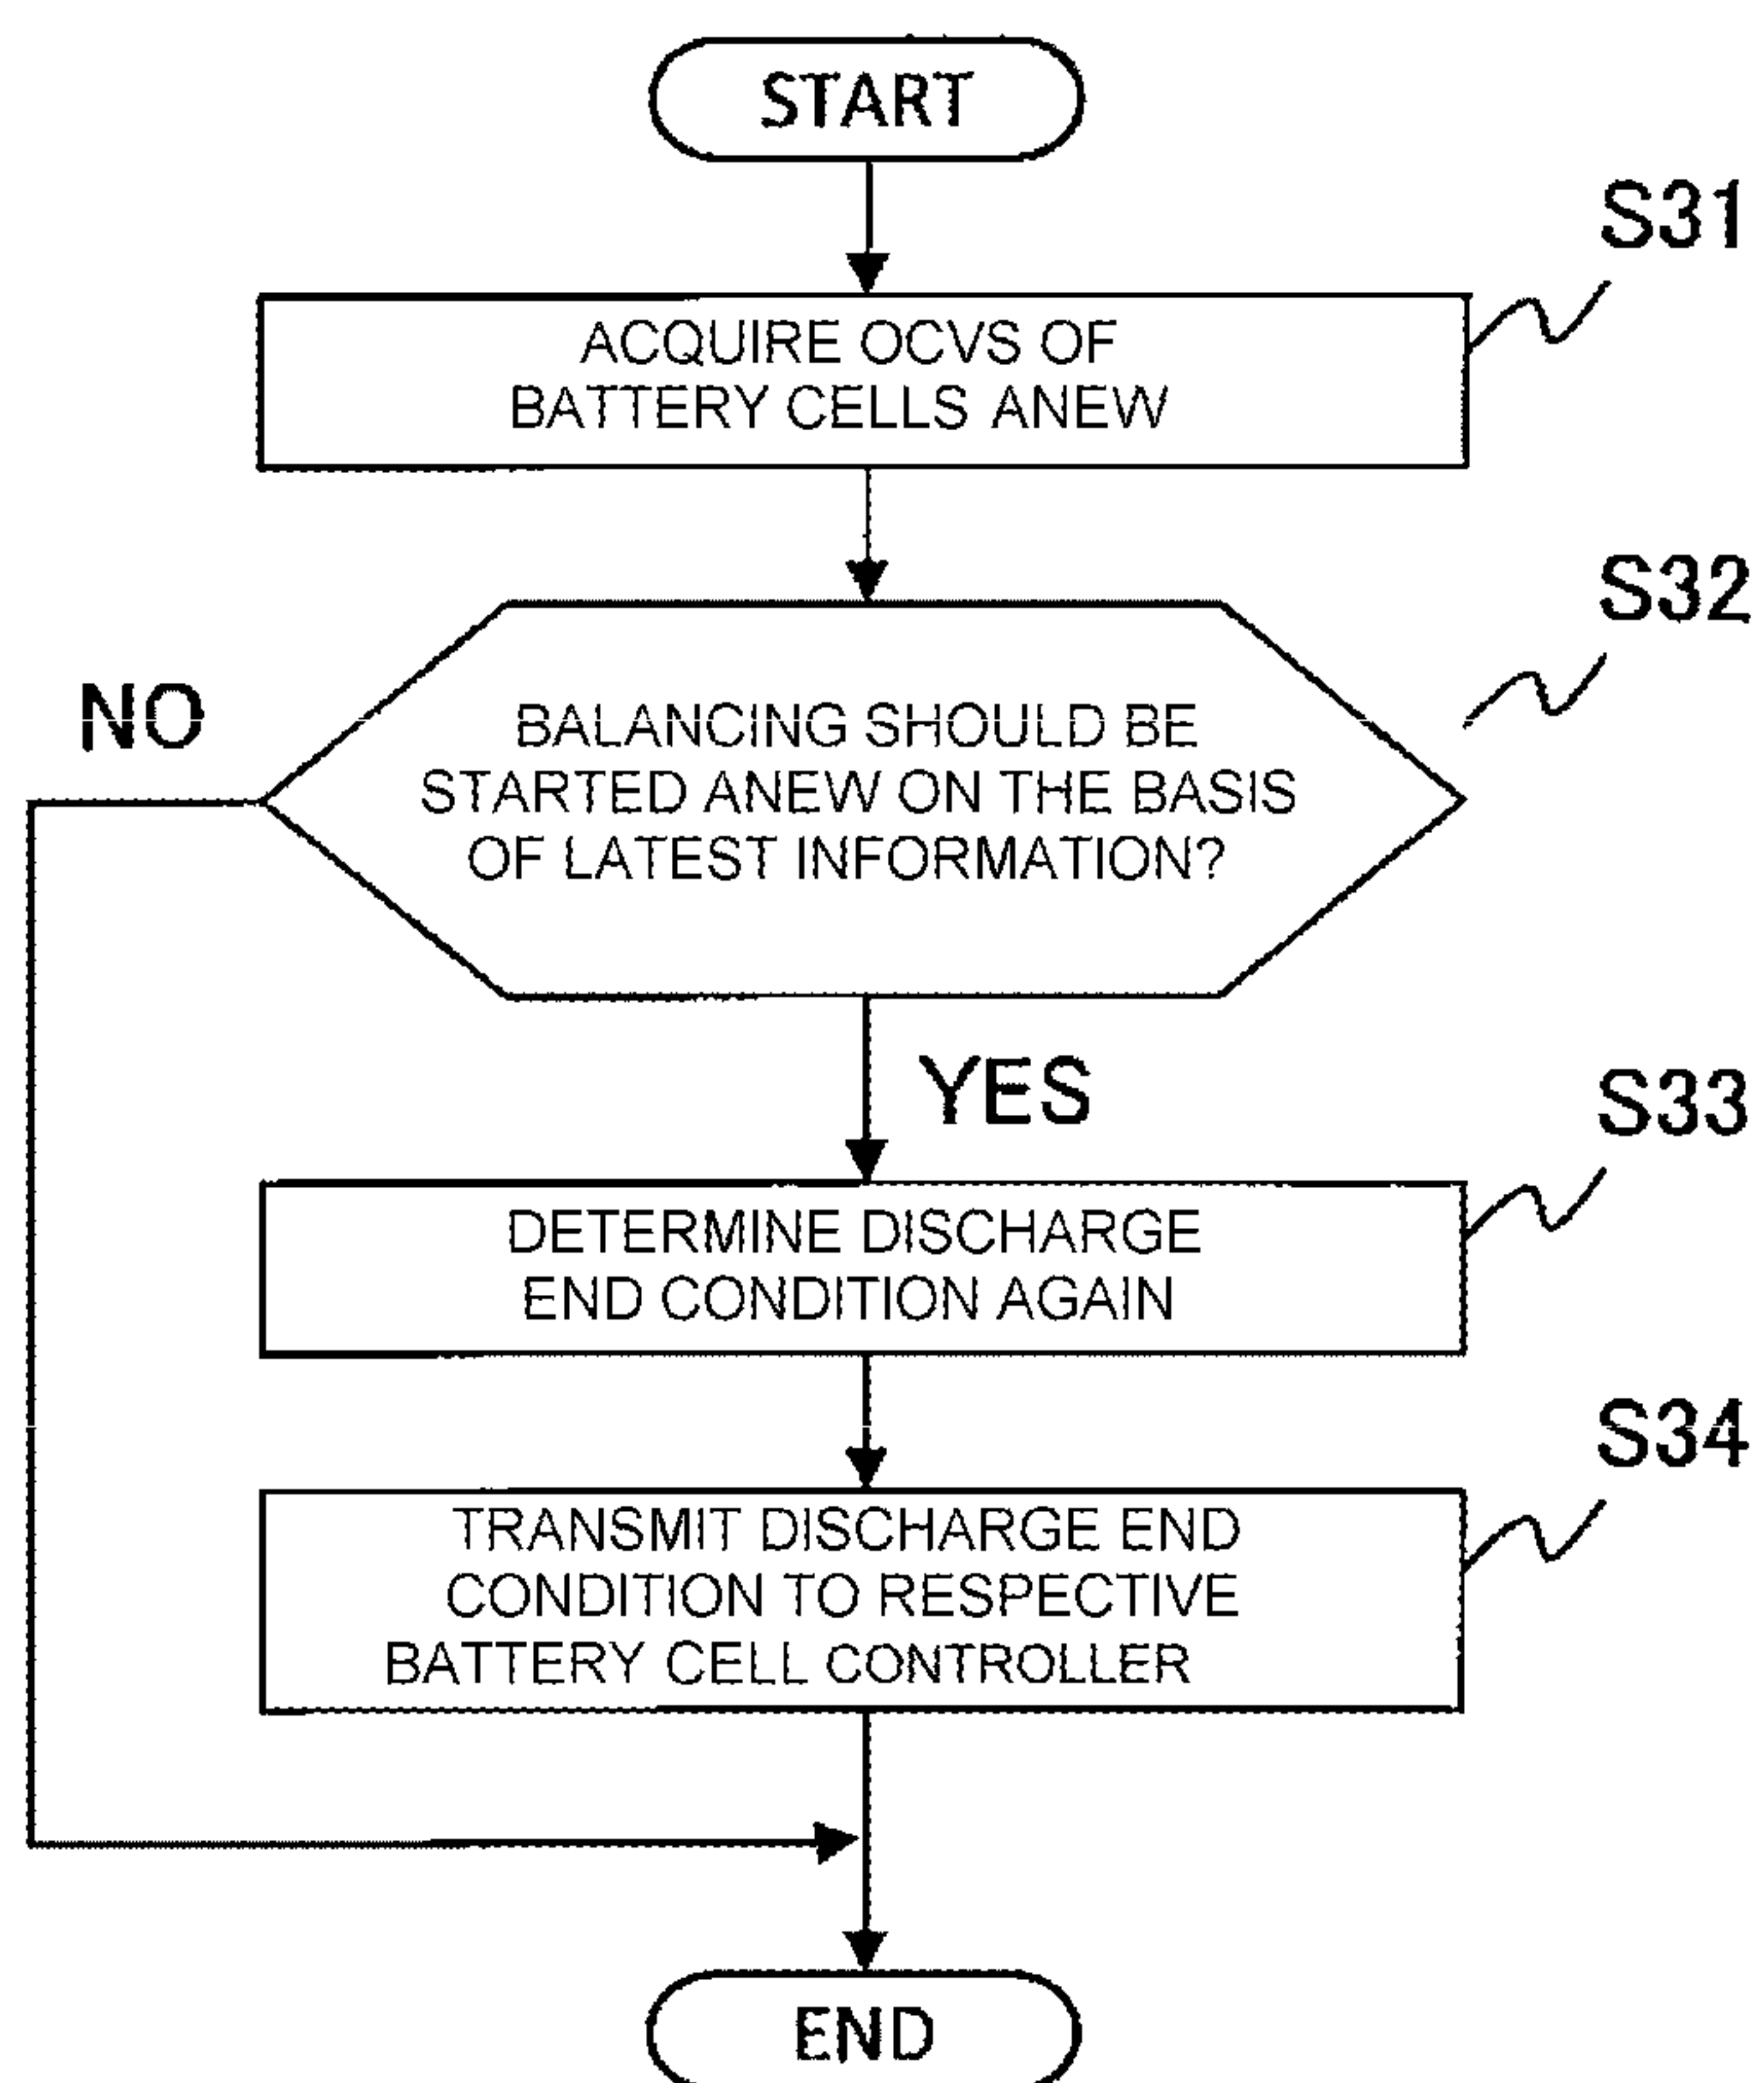 START
S31
ACQUIRE OCVS OF
BATTERY CELLS ANEW
S32
NO
BALANCING SHOULD BE
STARTED ANEW ON THE BASIS
OF LATEST INFORMATION?
YES
S33
DETERMINE DISCHARGE
END CONDITION AGAIN
S34
TRANSMIT DISCHARGE END
CONDITION TO RESPECTIVE
BATTERY CELL CONTROLLER
END